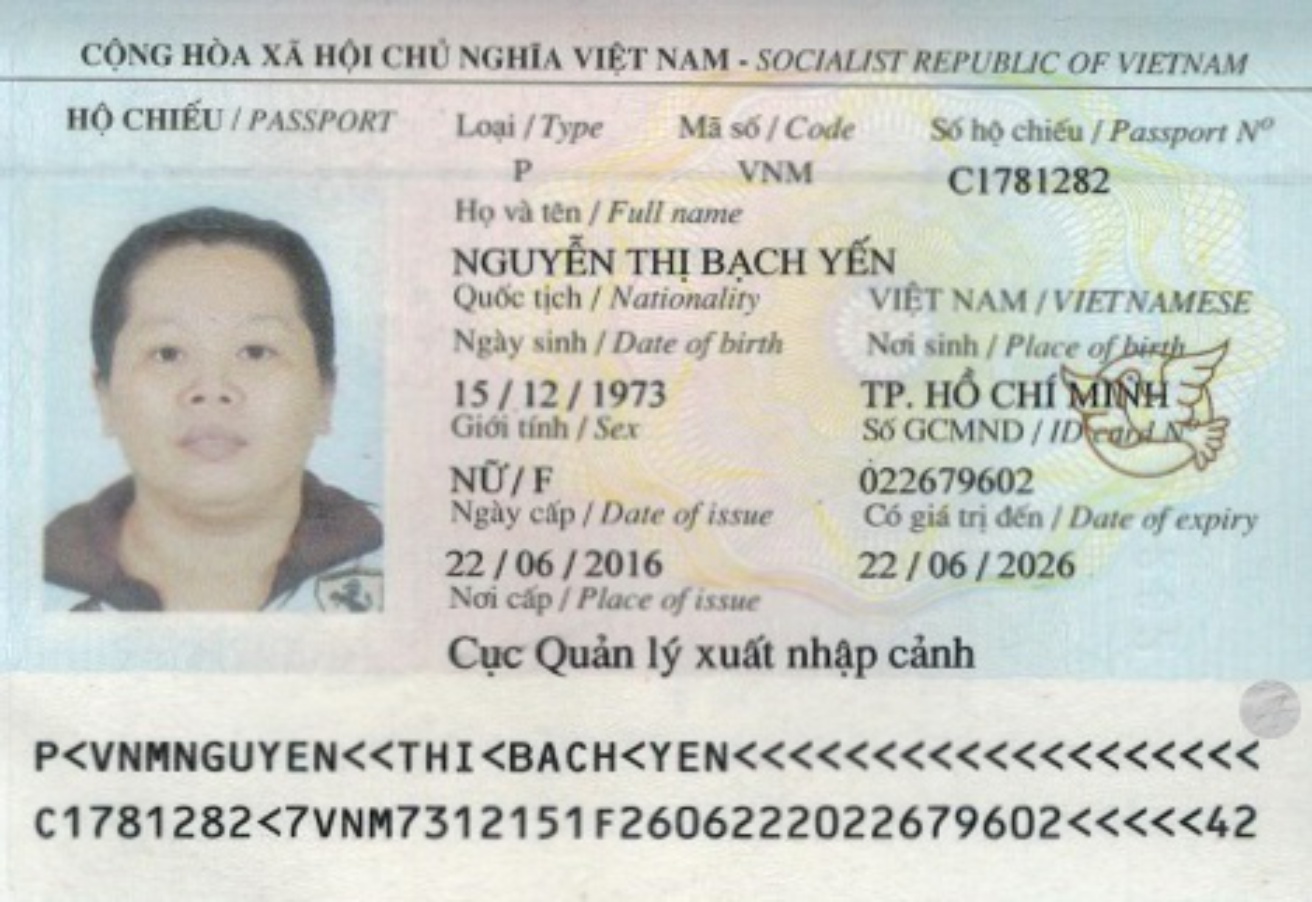 CỘNG HÒA XÃ HỘI CHỦ NGHĨA VIỆT NAM - SOCIALIST REPUBLIC OF VIETNAM
HỘ CHIẾU / PASSPORT Loại / Type Mã số / Code Số hộ chiếu / Passport Nº
P VNM C1781282
Họ và tên / Full name
NGUYỄN THỊ BẠCH YẾN
Quốc tịch / Nationality VIỆT NAM / VIETNAMESE
Ngày sinh / Date of birth Nơi sinh / Place of birth
15 / 12 / 1973 TP. HỒ CHÍ MINH
Giới tính / Sex Số GCMND / ID card Nº
NỮ / F 022679602
Ngày cấp / Date of issue Có giá trị đến / Date of expiry
22 / 06 / 2016 22 / 06 / 2026
Nơi cấp / Place of issue
Cục Quản lý xuất nhập cảnh
P<VNMNGUYEN<<THI<BACH<YEN<<<<<<<<<<<<<<<<<<<
C1781282<7VNM7312151F2606222022679602<<<<<42